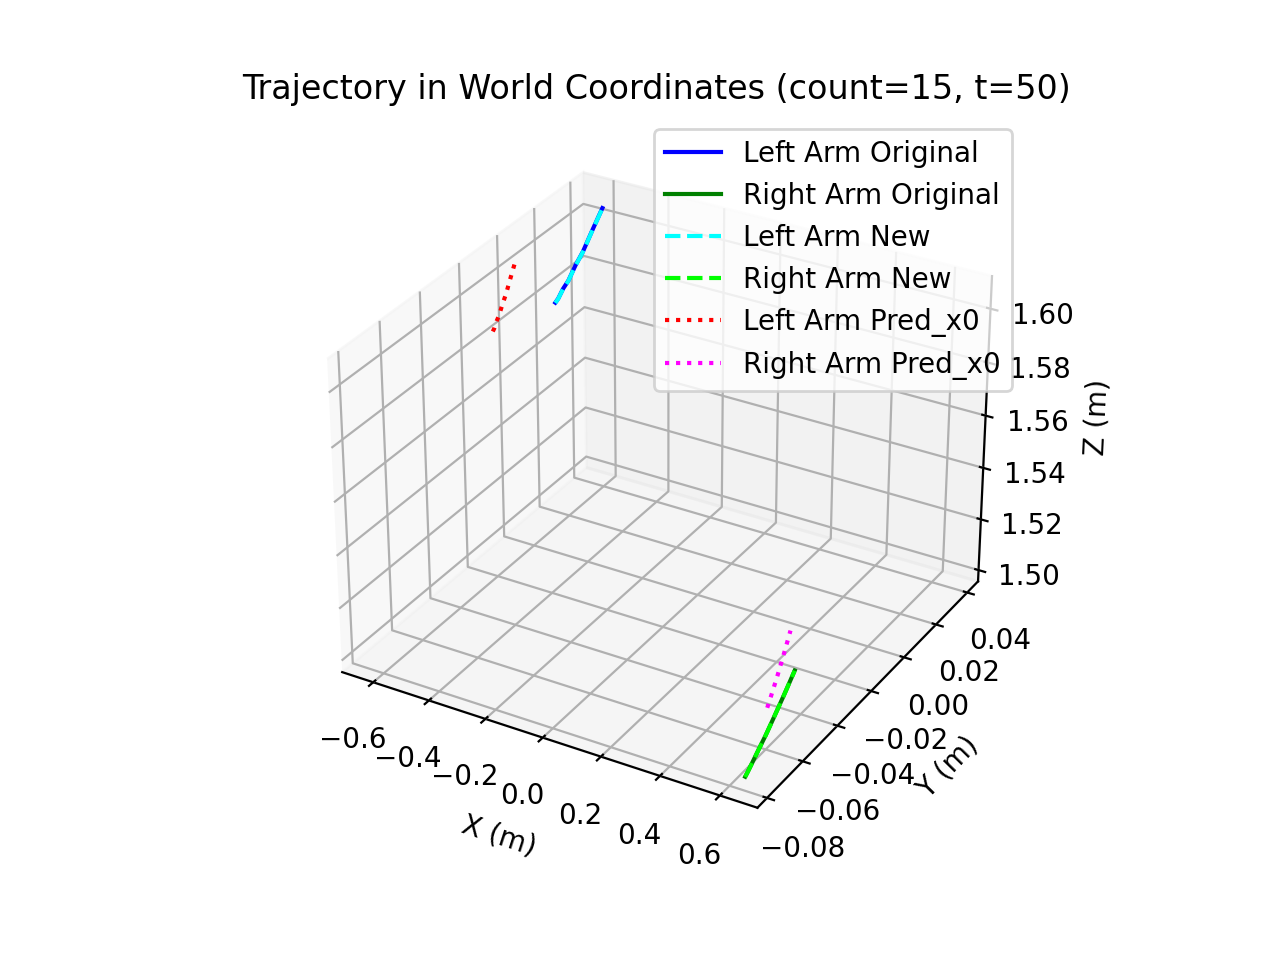 Trajectory in World Coordinates (count=15, t=50)
Left Arm Original
Right Arm Original
Left Arm New
Right Arm New
Left Arm Pred_x0
Right Arm Pred_x0
1.60
1.58
1.56
1.54
1.52
1.50
Z (m)
0.04
0.02
0.00
−0.02
−0.04
−0.06
−0.08
Y (m)
−0.6
−0.4
−0.2
0.0
0.2
0.4
0.6
X (m)